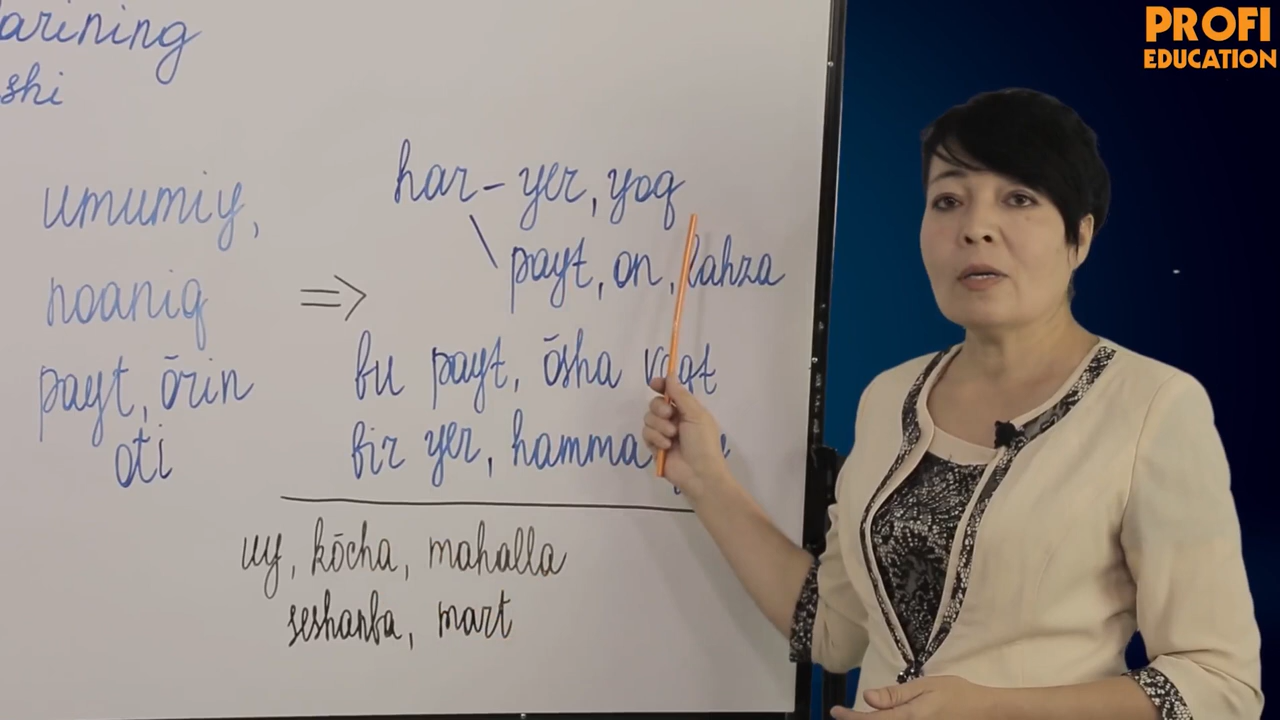 PROFI
EDUCATION
arining
shi
umumiy,
noaniq
payt, ōrin
oti
⇒
har – yer, yoq
payt, on, lahza
bu payt, ōsha vaqt
bir yer, hamma
uy, kōcha, mahalla
seshanba, mart